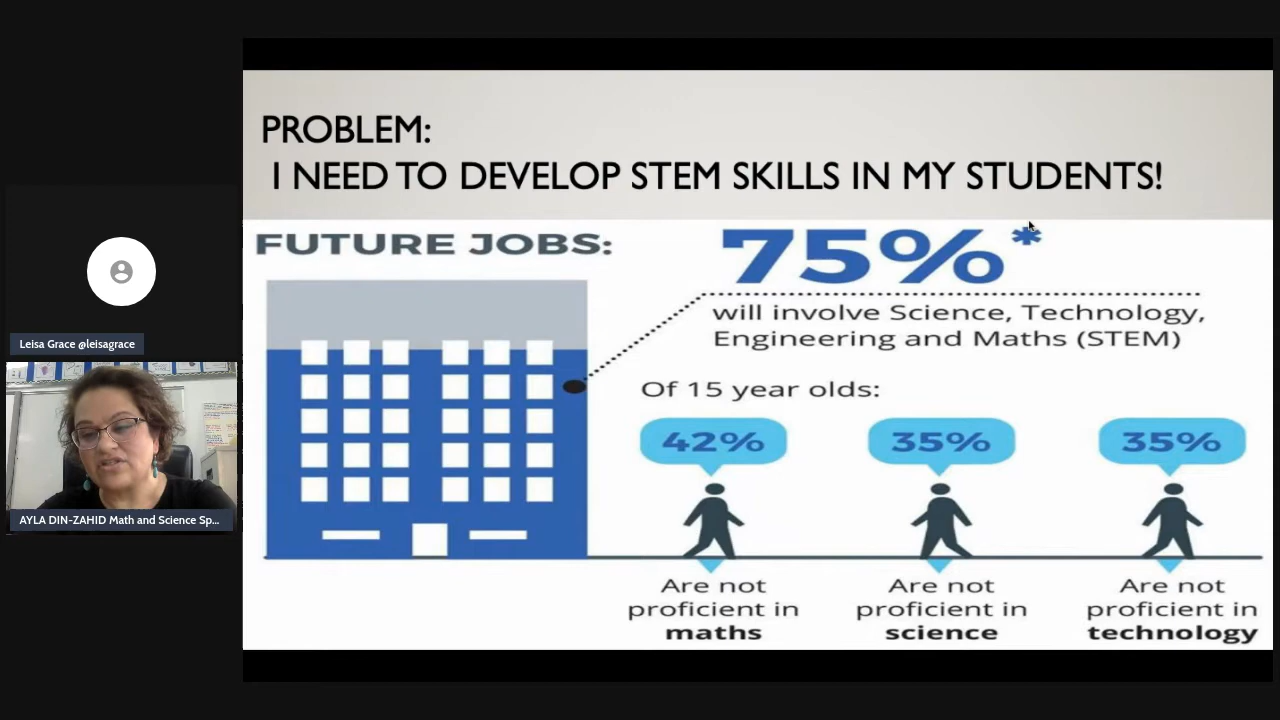 PROBLEM:
I NEED TO DEVELOP STEM SKILLS IN MY STUDENTS!
FUTURE JOBS:
75%*
will involve Science, Technology,
Engineering and Maths (STEM)
Of 15 year olds:
42%
35%
35%
Are not
proficient in
maths
Are not
proficient in
science
Are not
proficient in
technology
Leisa Grace @leisagrace
AYLA DIN-ZAHID Math and Science Sp...